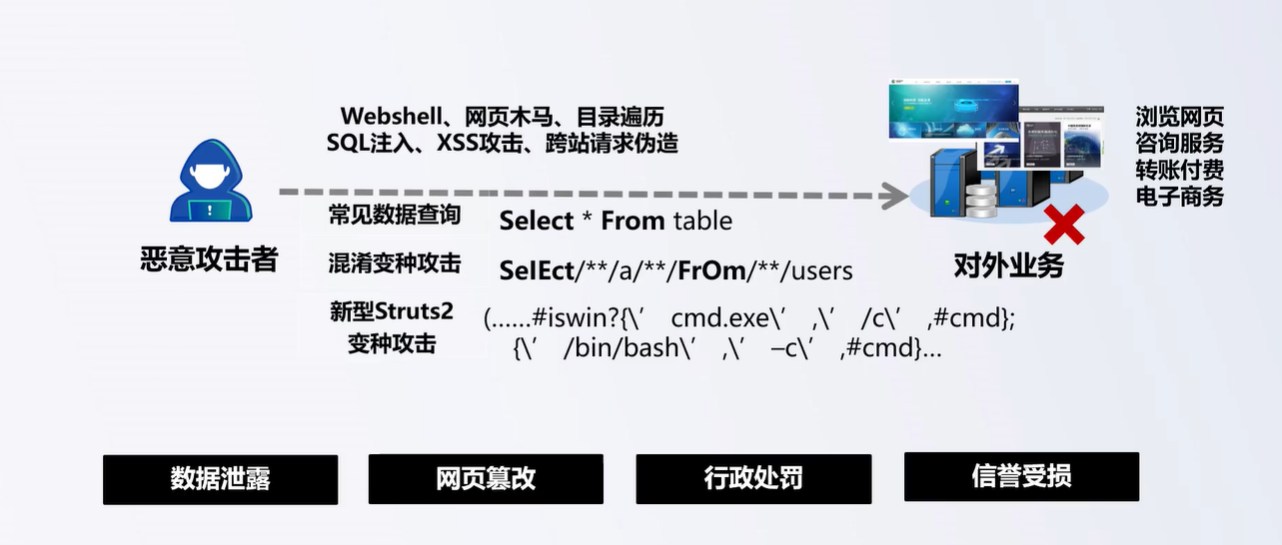 Webshell、网页木马、目录遍历
SQL注入、XSS攻击、跨站请求伪造
浏览网页
咨询服务
转账付费
电子商务
常见数据查询 Select * From table
恶意攻击者
混淆变种攻击 SelEct/**/a/**/FrOm/**/users
对外业务
新型Struts2
变种攻击
(......#iswin?{\’ cmd.exe\’ ,\’ /c\’ ,#cmd};
{\’ /bin/bash\’ ,\’ –c\’ ,#cmd}...
数据泄露
网页篡改
行政处罚
信誉受损